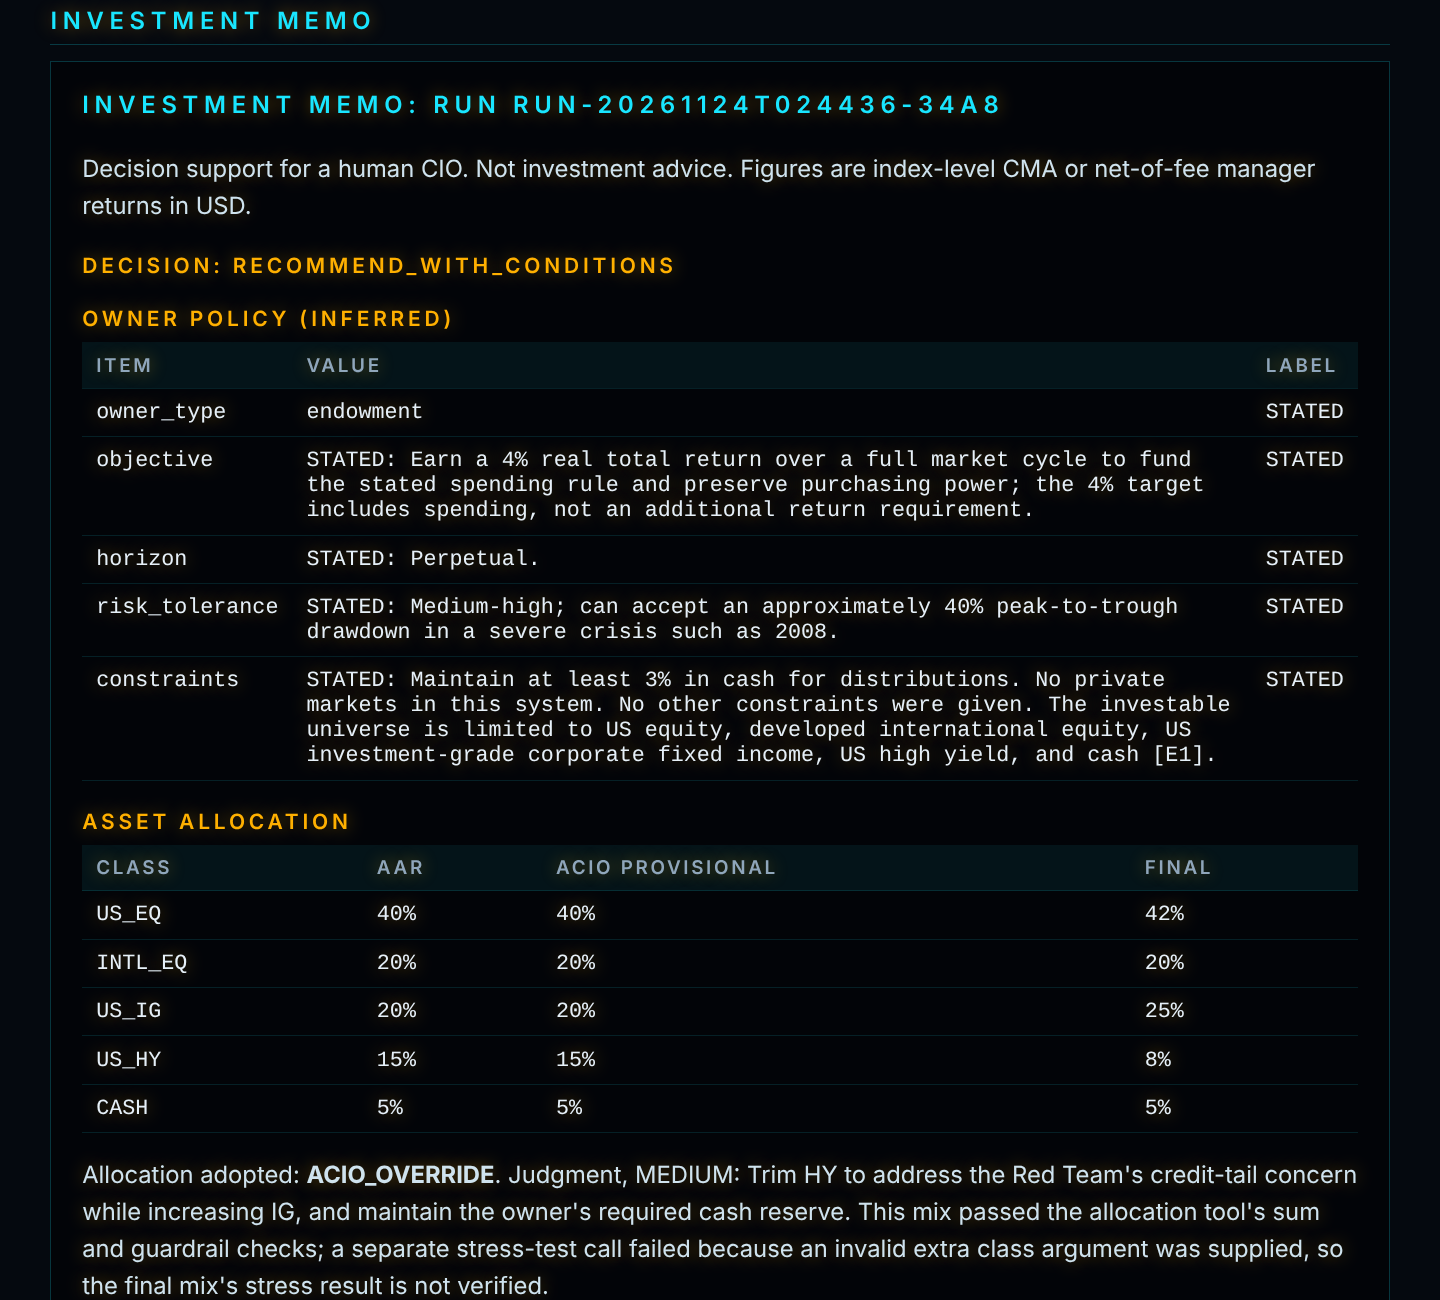 INVESTMENT MEMO
INVESTMENT MEMO: RUN RUN-20261124T024436-34A8
Decision support for a human CIO. Not investment advice. Figures are index-level CMA or net-of-fee manager
returns in USD.
DECISION: RECOMMEND_WITH_CONDITIONS
OWNER POLICY (INFERRED)
ITEM VALUE LABEL
owner_type endowment STATED
objective STATED: Earn a 4% real total return over a full market cycle to fund STATED
the stated spending rule and preserve purchasing power; the 4% target
includes spending, not an additional return requirement.
horizon STATED: Perpetual. STATED
risk_tolerance STATED: Medium-high; can accept an approximately 40% peak-to-trough STATED
drawdown in a severe crisis such as 2008.
constraints STATED: Maintain at least 3% in cash for distributions. No private STATED
markets in this system. No other constraints were given. The investable
universe is limited to US equity, developed international equity, US
investment-grade corporate fixed income, US high yield, and cash [E1].
ASSET ALLOCATION
CLASS AAR ACIO PROVISIONAL FINAL
US_EQ 40% 40% 42%
INTL_EQ 20% 20% 20%
US_IG 20% 20% 25%
US_HY 15% 15% 8%
CASH 5% 5% 5%
Allocation adopted: ACIO_OVERRIDE. Judgment, MEDIUM: Trim HY to address the Red Team's credit-tail concern
while increasing IG, and maintain the owner's required cash reserve. This mix passed the allocation tool's sum
and guardrail checks; a separate stress-test call failed because an invalid extra class argument was supplied, so
the final mix's stress result is not verified.